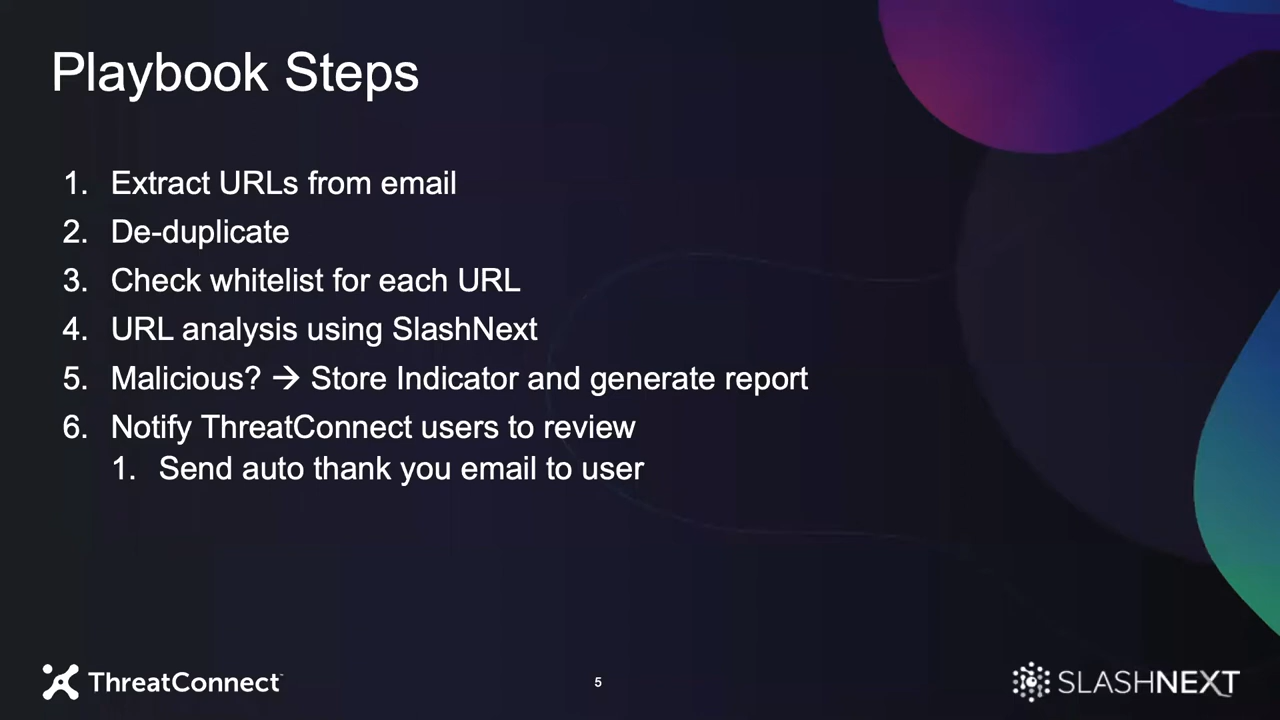 Playbook Steps
1. Extract URLs from email
2. De-duplicate
3. Check whitelist for each URL
4. URL analysis using SlashNext
5. Malicious? → Store Indicator and generate report
6. Notify ThreatConnect users to review
1. Send auto thank you email to user
ThreatConnect™
5
SLASHNEXT